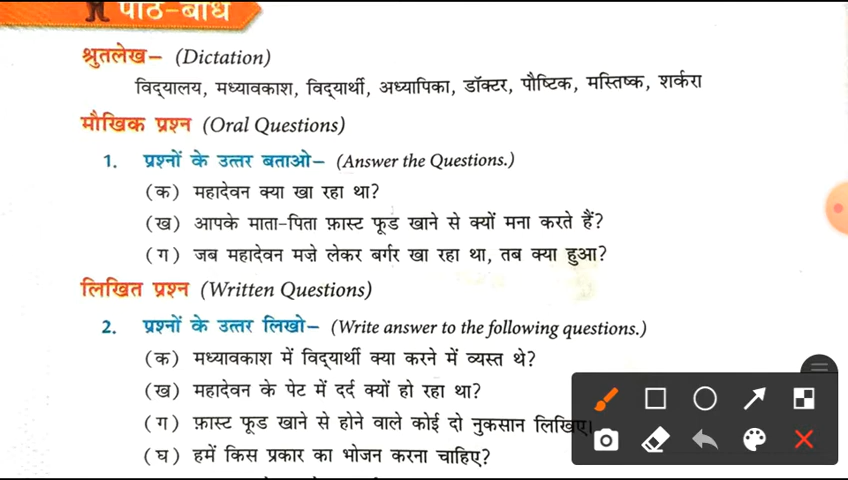 पाठ-बोध
श्रुतलेख– (Dictation)
विद्यालय, मध्यावकाश, विद्यार्थी, अध्यापिका, डॉक्टर, पौष्टिक, मस्तिष्क, शर्करा
मौखिक प्रश्न (Oral Questions)
1. प्रश्नों के उत्तर बताओ– (Answer the Questions.)
(क) महादेवन क्या खा रहा था?
(ख) आपके माता-पिता फ़ास्ट फूड खाने से क्यों मना करते हैं?
(ग) जब महादेवन मज़े लेकर बर्गर खा रहा था, तब क्या हुआ?
लिखित प्रश्न (Written Questions)
2. प्रश्नों के उत्तर लिखो– (Write answer to the following questions.)
(क) मध्यावकाश में विद्यार्थी क्या करने में व्यस्त थे?
(ख) महादेवन के पेट में दर्द क्यों हो रहा था?
(ग) फ़ास्ट फूड खाने से होने वाले कोई दो नुकसान लिखिए।
(घ) हमें किस प्रकार का भोजन करना चाहिए?